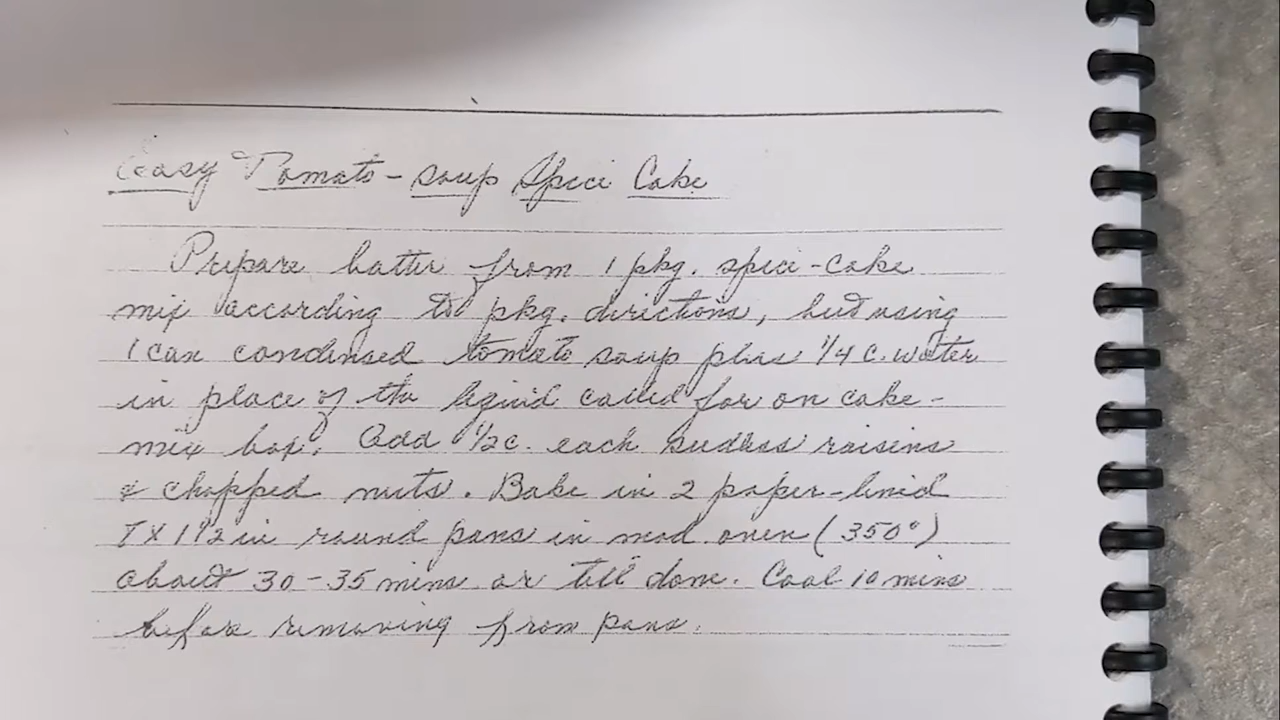 Easy Tomato-soup Spice Cake
Prepare batter from 1 pkg. spice-cake
mix according to pkg. directions, but using
1 can condensed tomato soup plus 1/4 c. water
in place of the liquid called for on cake-
mix box. Add 1/2 c. each seedless raisins
& chopped nuts. Bake in 2 paper-lined
7 X 1 1/2 in round pans in mod oven (350°)
about 30-35 mins or till done. Cool 10 mins
before removing from pans.